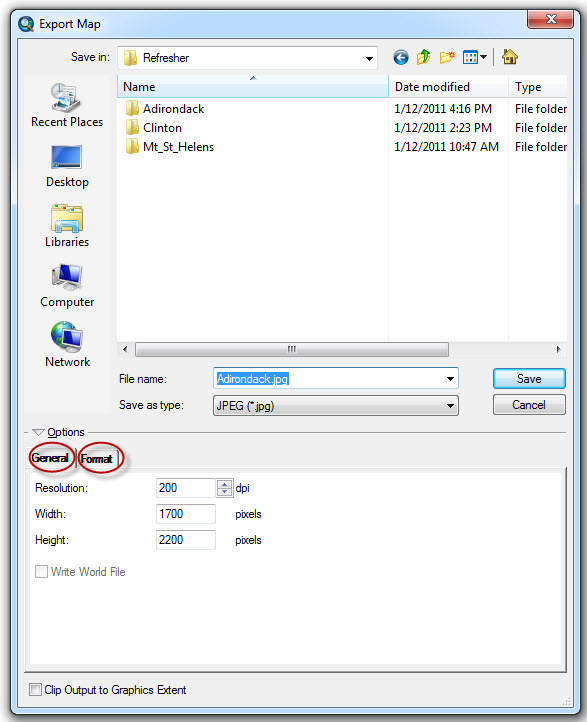 Export Map
Save in: Refresher
Name Date modified Type
Adirondack 1/12/2011 4:16 PM File folder
Clinton 1/12/2011 2:23 PM File folder
Mt_St_Helens 1/12/2011 10:47 AM File folder
Recent Places
Desktop
Libraries
Computer
Network
File name: Adirondack.jpg Save
Save as type: JPEG (*.jpg) Cancel
Options
General Format
Resolution: 200 dpi
Width: 1700 pixels
Height: 2200 pixels
Write World File
Clip Output to Graphics Extent